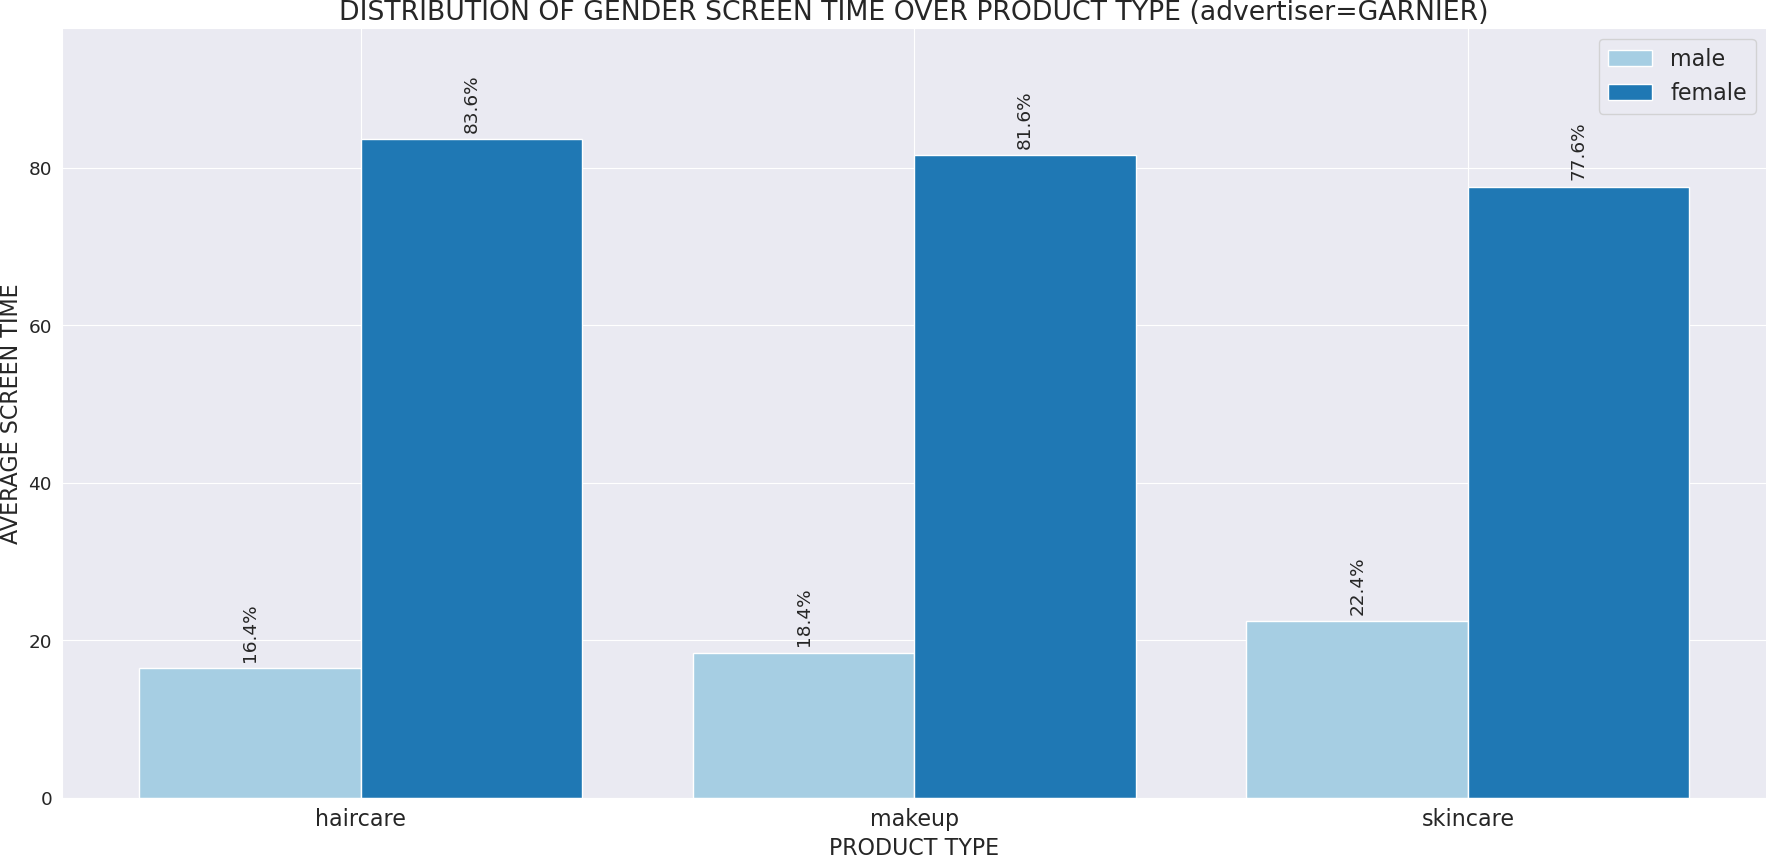 DISTRIBUTION OF GENDER SCREEN TIME OVER PRODUCT TYPE (advertiser=GARNIER)
male
female
83.6%
81.6%
77.6%
16.4%
18.4%
22.4%
80
60
40
20
0
AVERAGE SCREEN TIME
haircare
makeup
skincare
PRODUCT TYPE